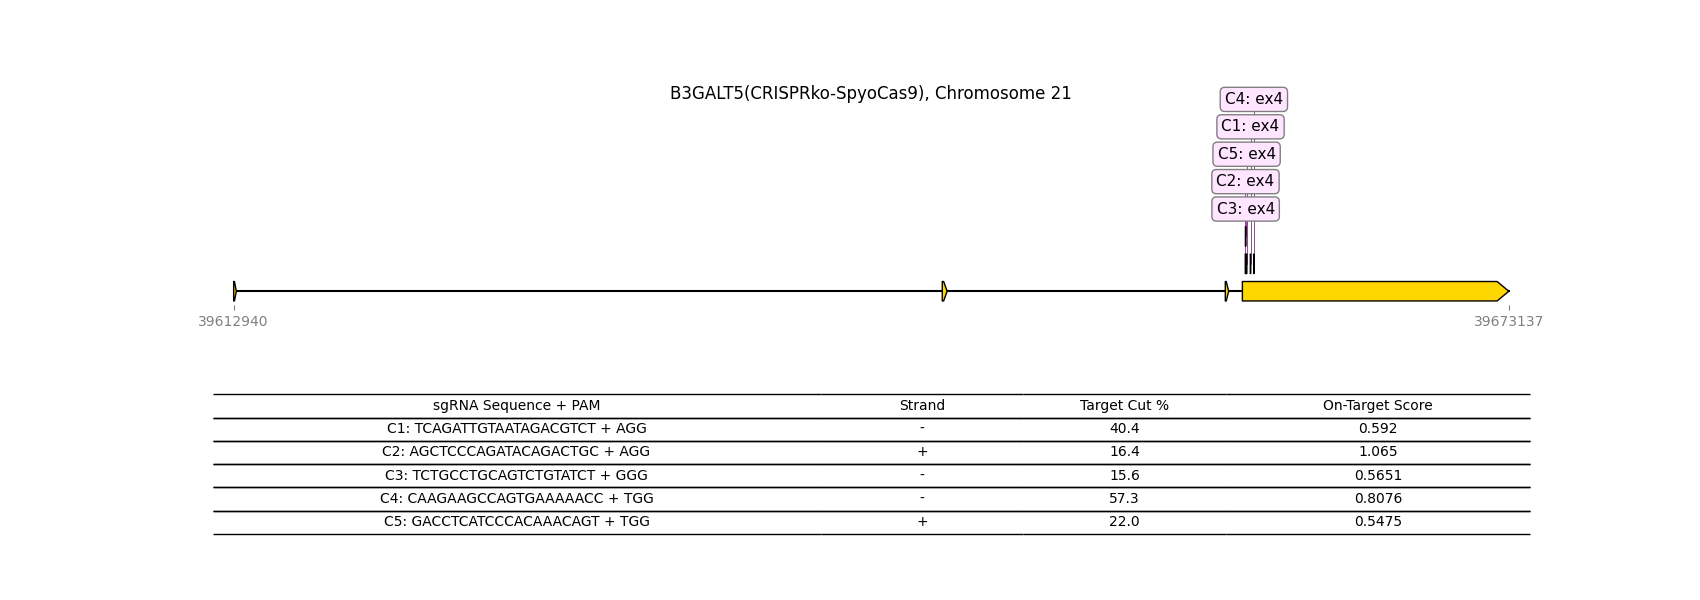 B3GALT5(CRISPRko-SpyoCas9), Chromosome 21
C4: ex4
C1: ex4
C5: ex4
C2: ex4
C3: ex4
39612940 39673137
sgRNA Sequence + PAM Strand Target Cut % On-Target Score
C1: TCAGATTGTAATAGACGTCT + AGG - 40.4 0.592
C2: AGCTCCCAGATACAGACTGC + AGG + 16.4 1.065
C3: TCTGCCTGCAGTCTGTATCT + GGG - 15.6 0.5651
C4: CAAGAAGCCAGTGAAAAACC + TGG - 57.3 0.8076
C5: GACCTCATCCCACAAACAGT + TGG + 22.0 0.5475